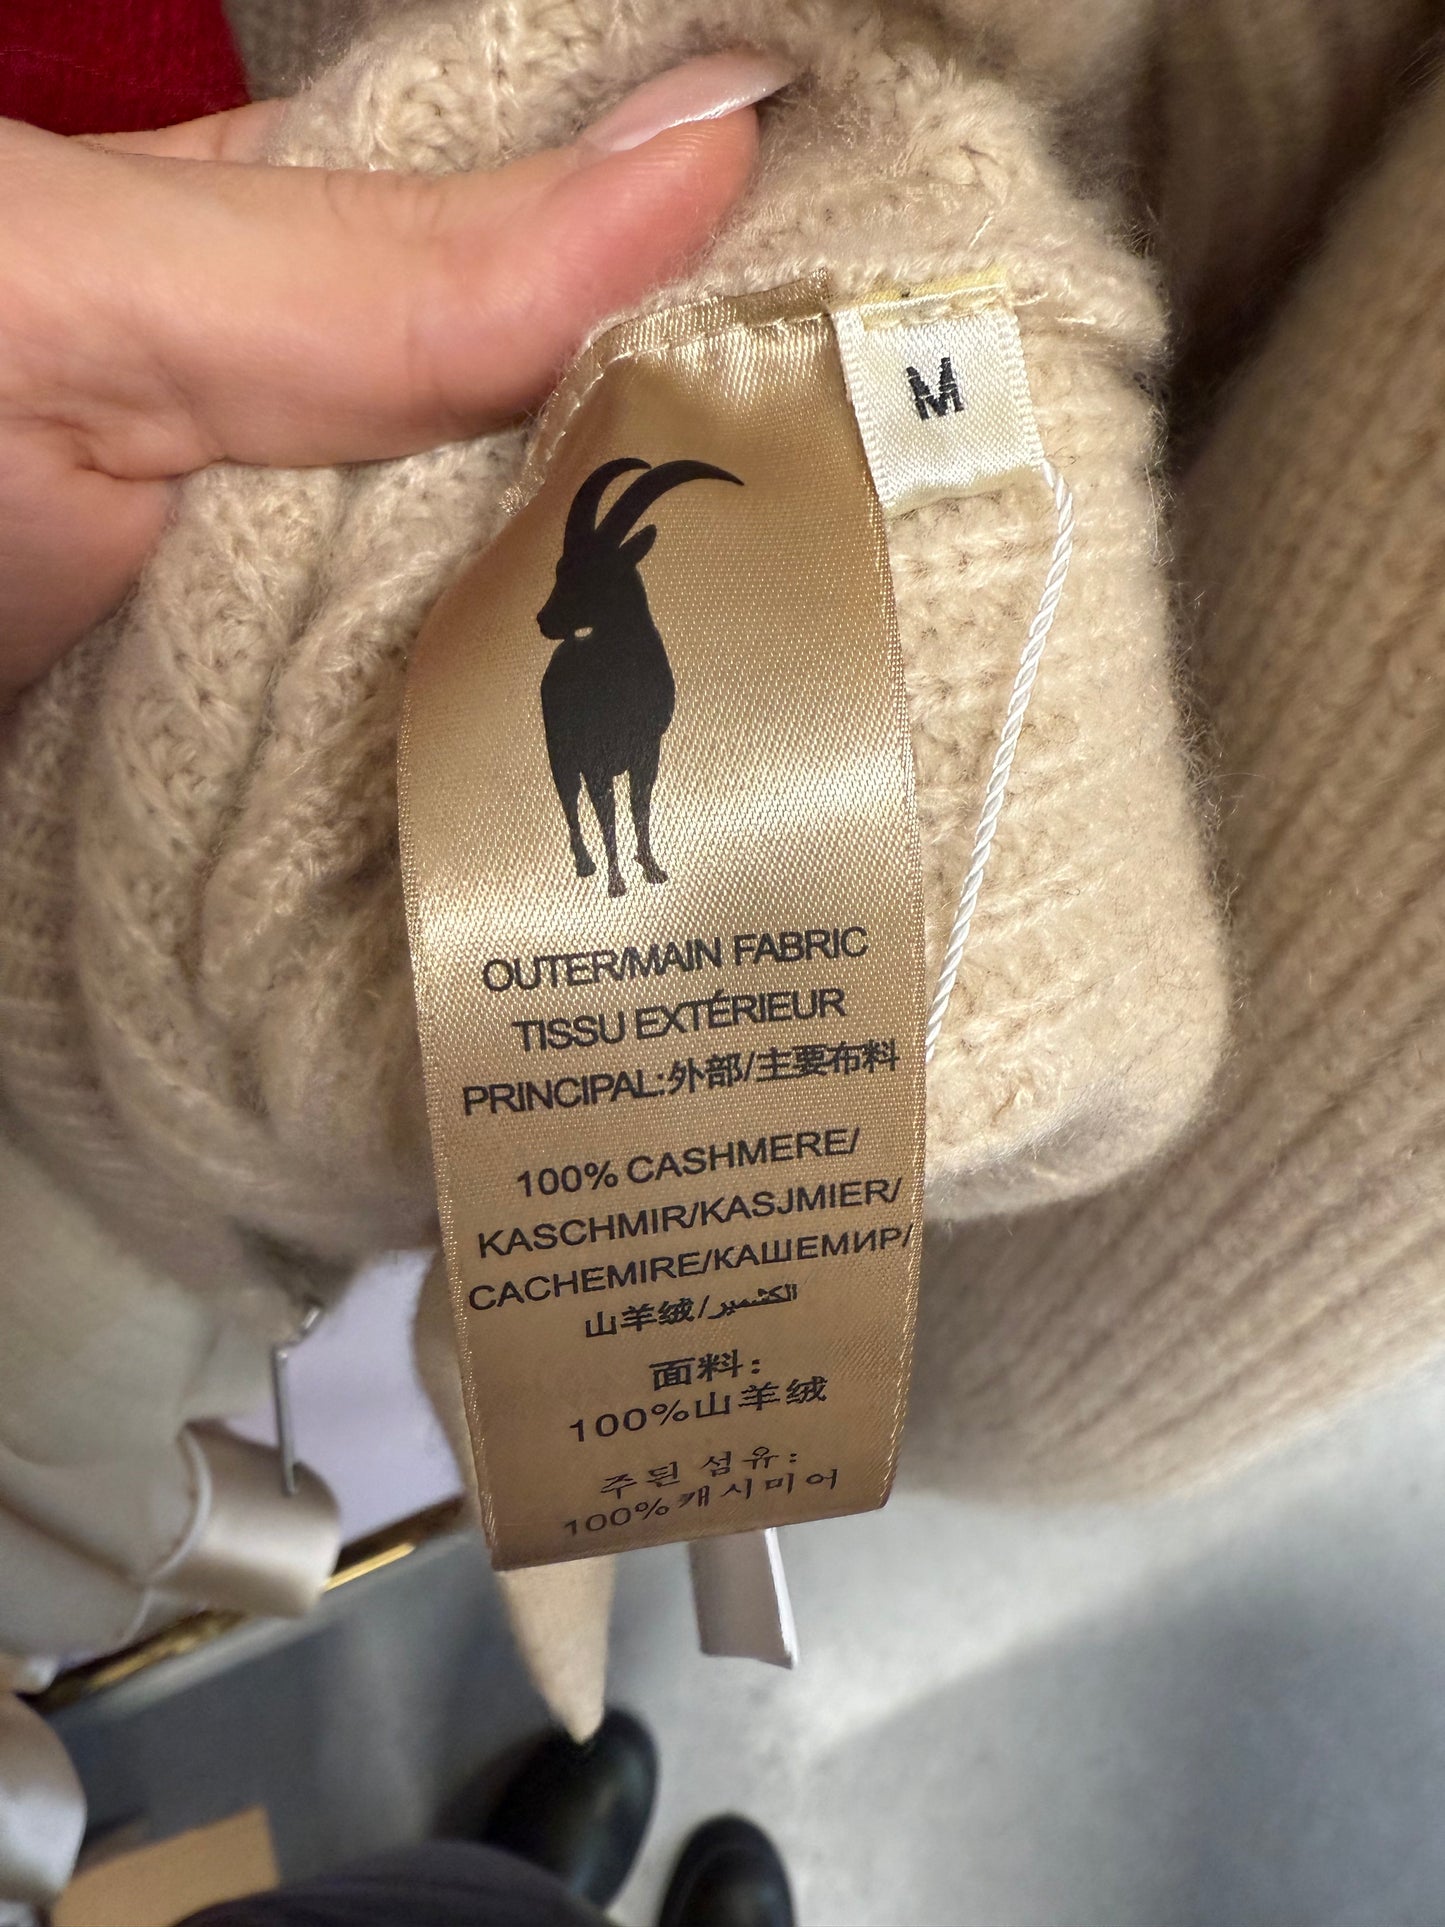 M
OUTER/MAIN FABRIC
TISSU EXTÉRIEUR
PRINCIPAL:外部/主要布料
100% CASHMERE/
KASCHMIR/KASJMIER/
CACHEMIRE/КАШЕМИР/
山羊绒/الكشمير
面料:
100%山羊绒
주된 섬유:
100%캐시미어